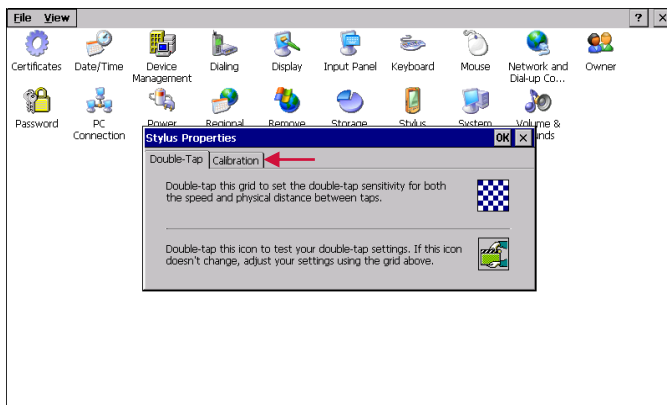 File View ? ×
Certificates Date/Time Device Dialing Display Input Panel Keyboard Mouse Network and Owner
Management Dial-up Co...
Password PC Power Regional Remove Storage Stylus System Volume &
Connection unds
Stylus Properties OK ×
Double-Tap Calibration
Double-tap this grid to set the double-tap sensitivity for both
the speed and physical distance between taps.
Double-tap this icon to test your double-tap settings. If this icon
doesn't change, adjust your settings using the grid above.